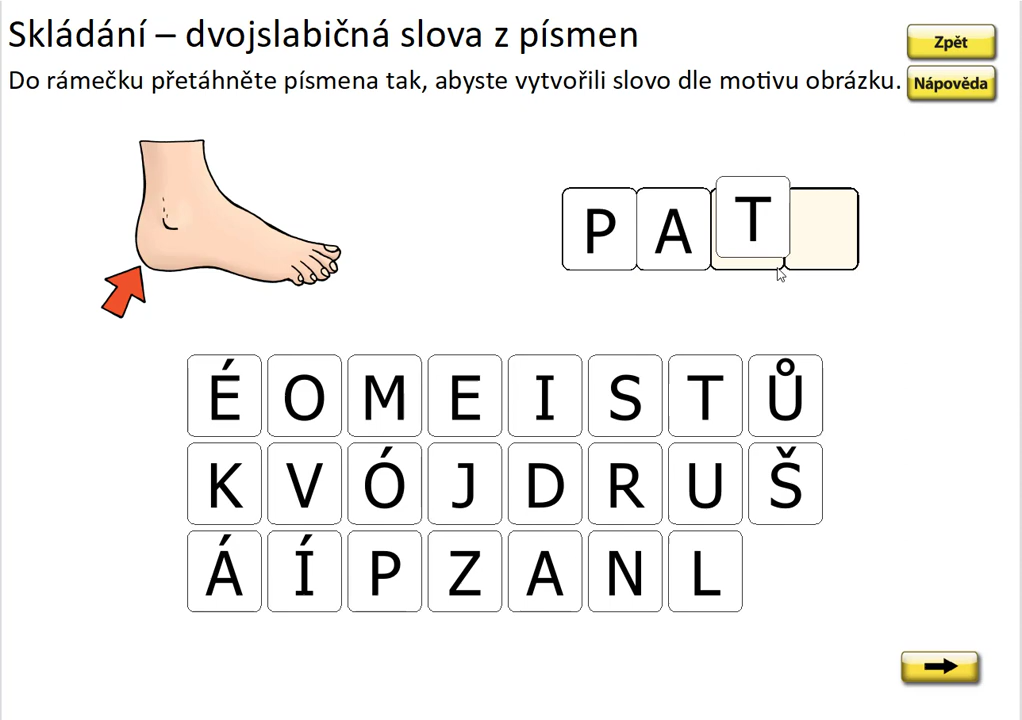 Skládání – dvojslabičná slova z písmen
Zpět
Do rámečku přetáhněte písmena tak, abyste vytvořili slovo dle motivu obrázku.
Nápověda
P A T
É O M E I S T Ů
K V Ó J D R U Š
Á Í P Z A N L